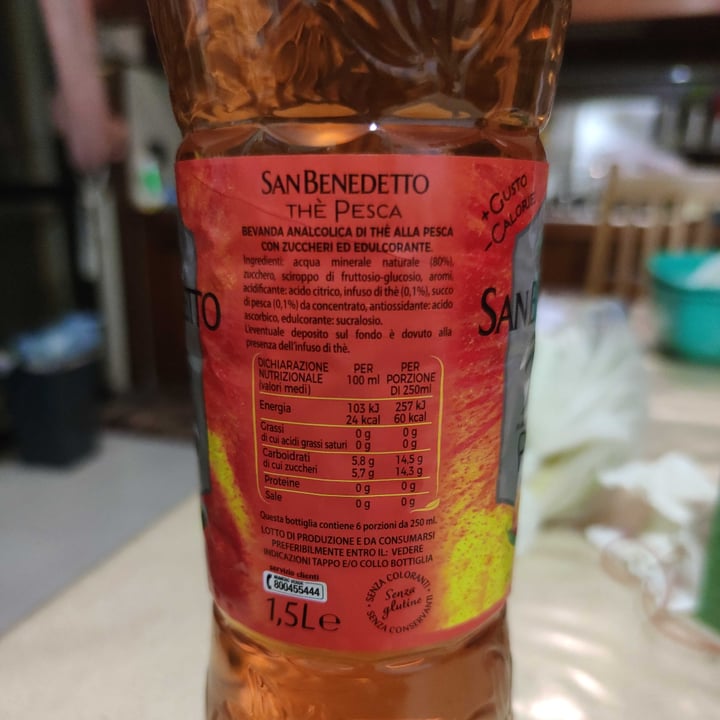 SAN BENEDETTO
THÈ PESCA
BEVANDA ANALCOLICA DI THÈ ALLA PESCA
CON ZUCCHERI ED EDULCORANTE.
Ingredienti: acqua minerale naturale (80%),
zucchero, sciroppo di fruttosio-glucosio, aromi,
acidificante: acido citrico, infuso di thè (0,1%), succo
di pesca (0,1%) da concentrato, antiossidante: acido
ascorbico, edulcorante: sucralosio.
L'eventuale deposito sul fondo è dovuto alla
presenza dell'infuso di thè.
DICHIARAZIONE NUTRIZIONALE (valori medi) PER 100 ml PER PORZIONE DI 250ml
Energia 103 kJ 257 kJ
24 kcal 60 kcal
Grassi 0 g 0 g
di cui acidi grassi saturi 0 g 0 g
Carboidrati 5,8 g 14,5 g
di cui zuccheri 5,7 g 14,3 g
Proteine 0 g 0 g
Sale 0 g 0 g
Questa bottiglia contiene 6 porzioni da 250 ml.
LOTTO DI PRODUZIONE E DA CONSUMARSI
PREFERIBILMENTE ENTRO IL: VEDERE
INDICAZIONI TAPPO E/O COLLO BOTTIGLIA
servizio clienti
NUMERO VERDE
800455444
1,5L e
SENZA COLORANTI
Senza
glutine
SENZA CONSERVANTI
+GUSTO
-CALORIE
TTO
SAN B